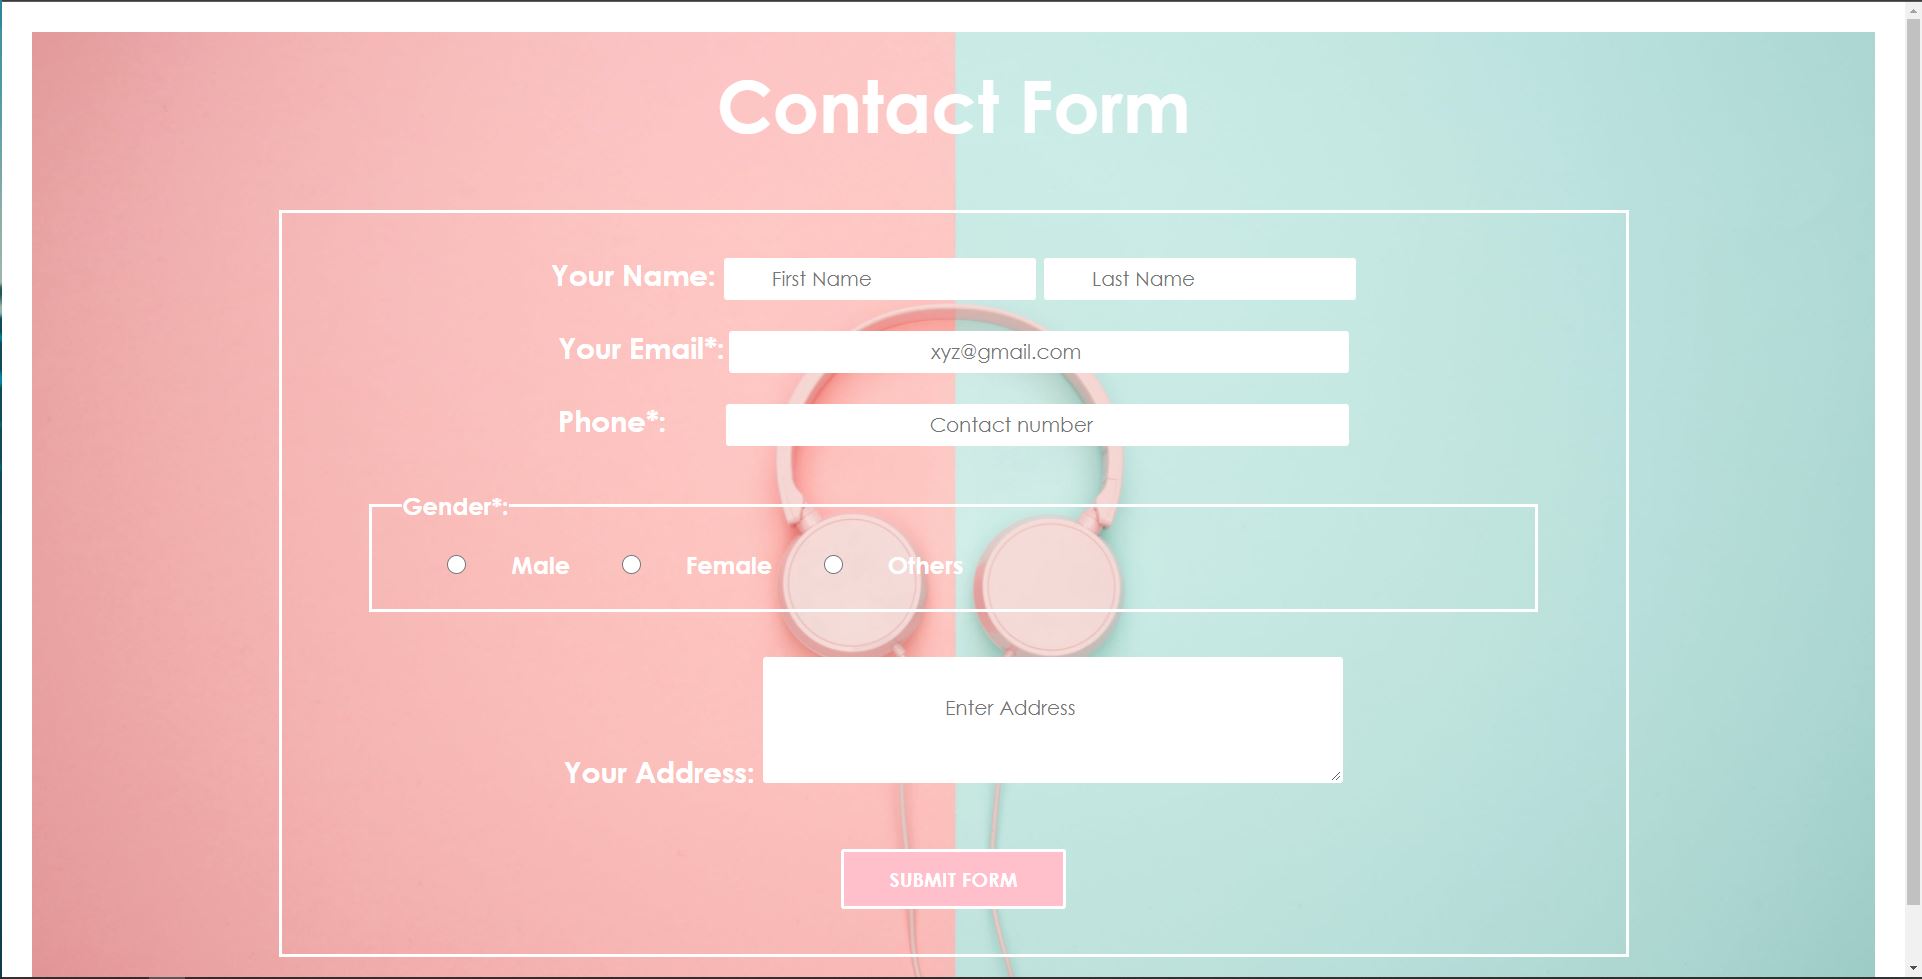 Contact Form
Your Name: First Name Last Name
Your Email*: xyz@gmail.com
Phone*: Contact number
Gender*:
Male Female Others
Enter Address
Your Address:
SUBMIT FORM